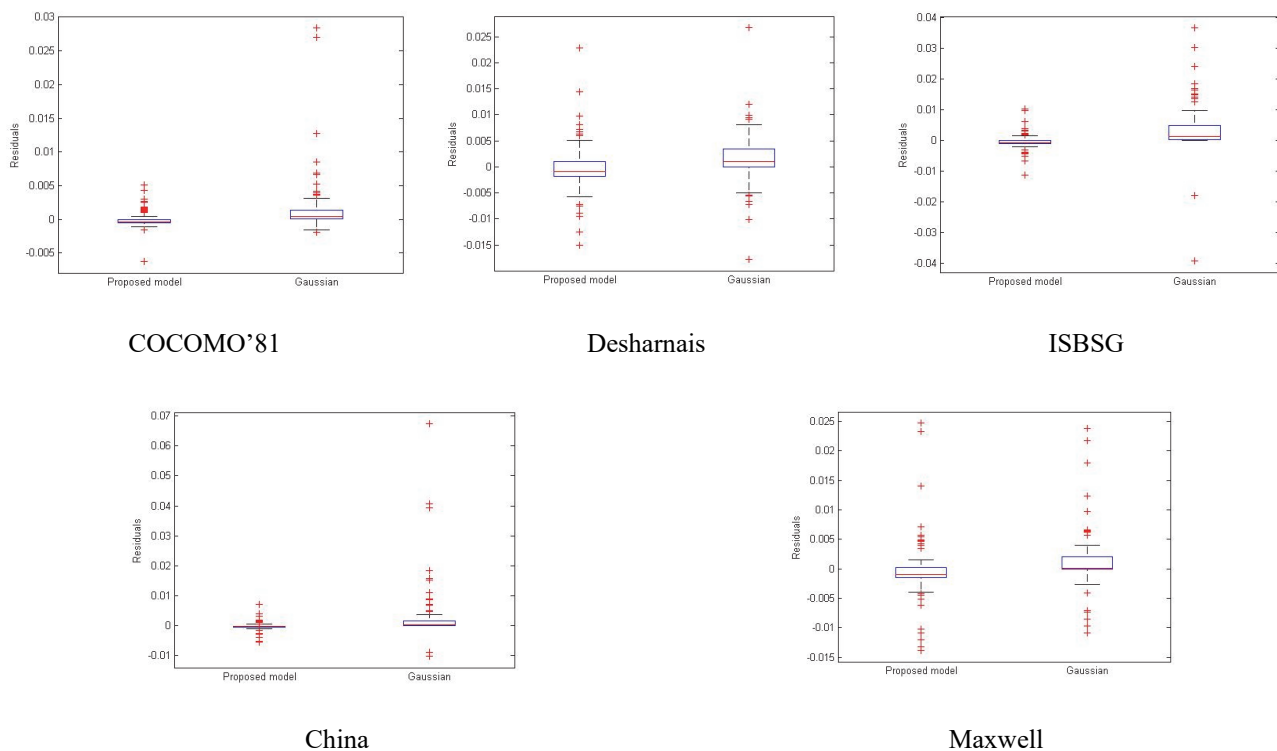 0.03
0.025
0.02
0.015
0.01
0.005
0
-0.005
Residuals
Proposed model Gaussian
COCOMO’81
0.025
0.02
0.015
0.01
0.005
0
-0.005
-0.01
-0.015
Residuals
Proposed model Gaussian
Desharnais
0.04
0.03
0.02
0.01
0
-0.01
-0.02
-0.03
-0.04
Residuals
Proposed model Gaussian
ISBSG
0.07
0.06
0.05
0.04
0.03
0.02
0.01
0
-0.01
Residuals
Proposed model Gaussian
China
0.025
0.02
0.015
0.01
0.005
0
-0.005
-0.01
-0.015
Residuals
Proposed model Gaussian
Maxwell